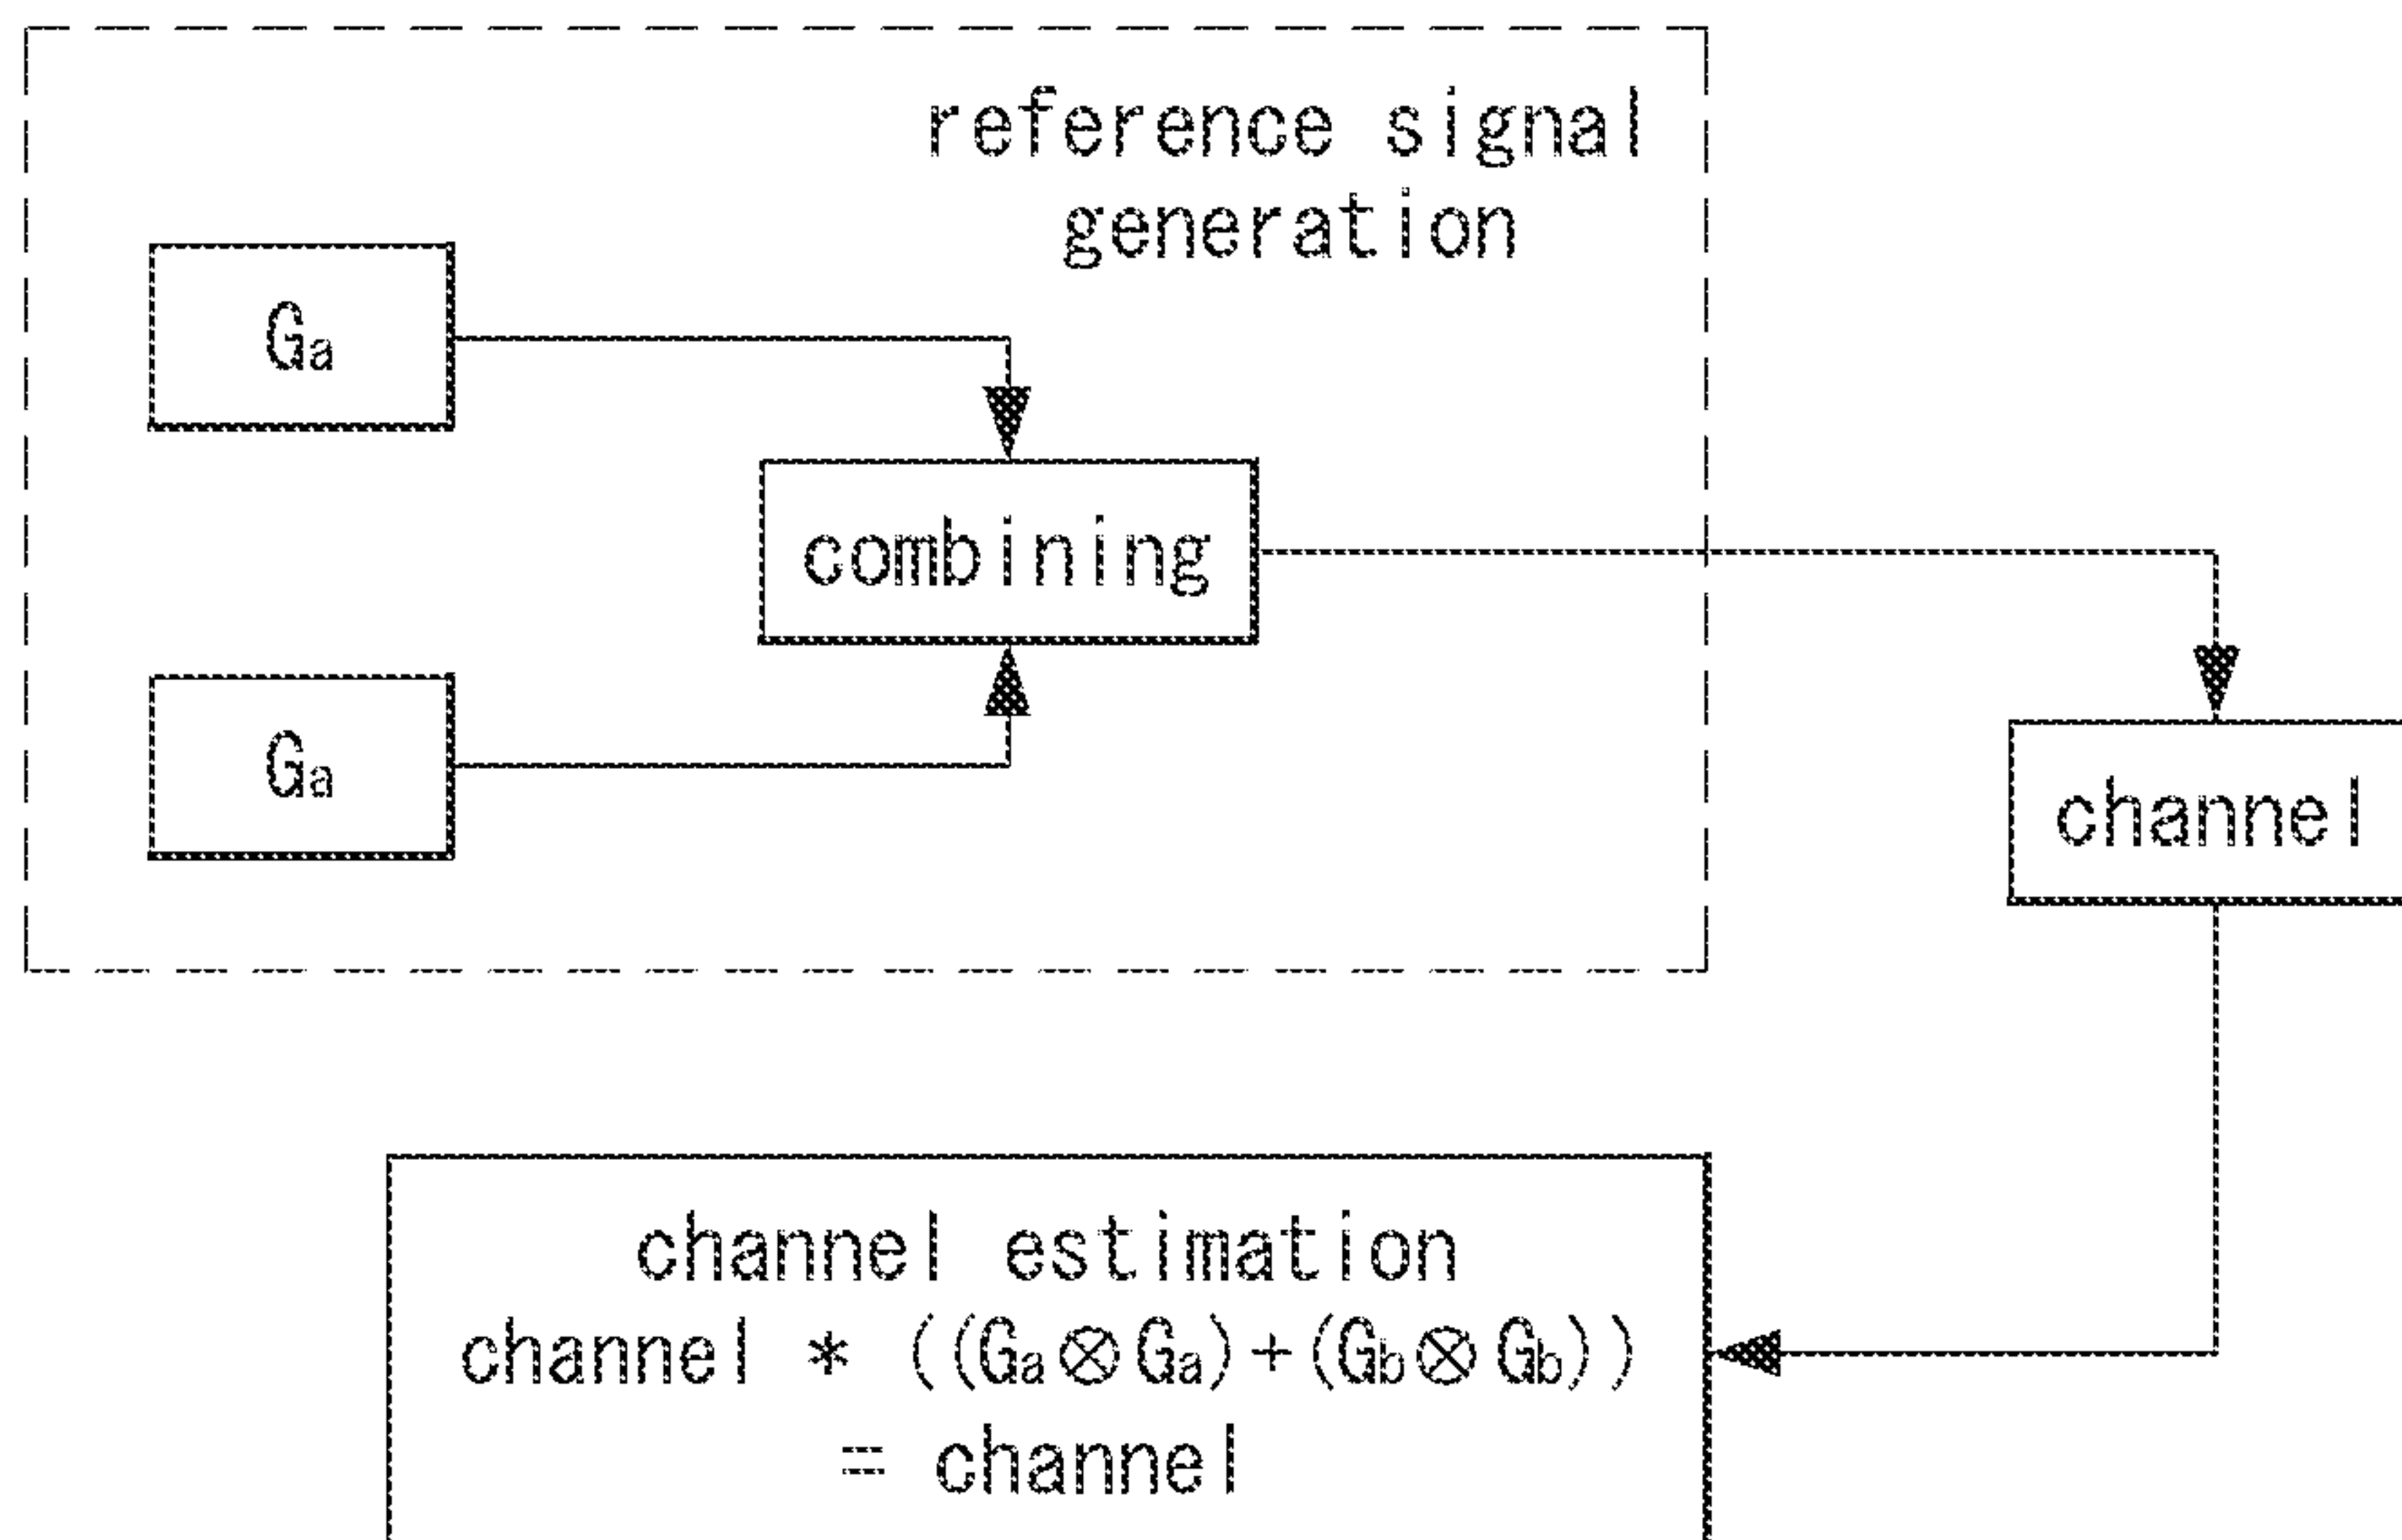 reference signal
generation
Ga
combining
Ga
channel
channel estimation
channel * ((Ga⊗Ga)+(Gb⊗Gb))
= channel